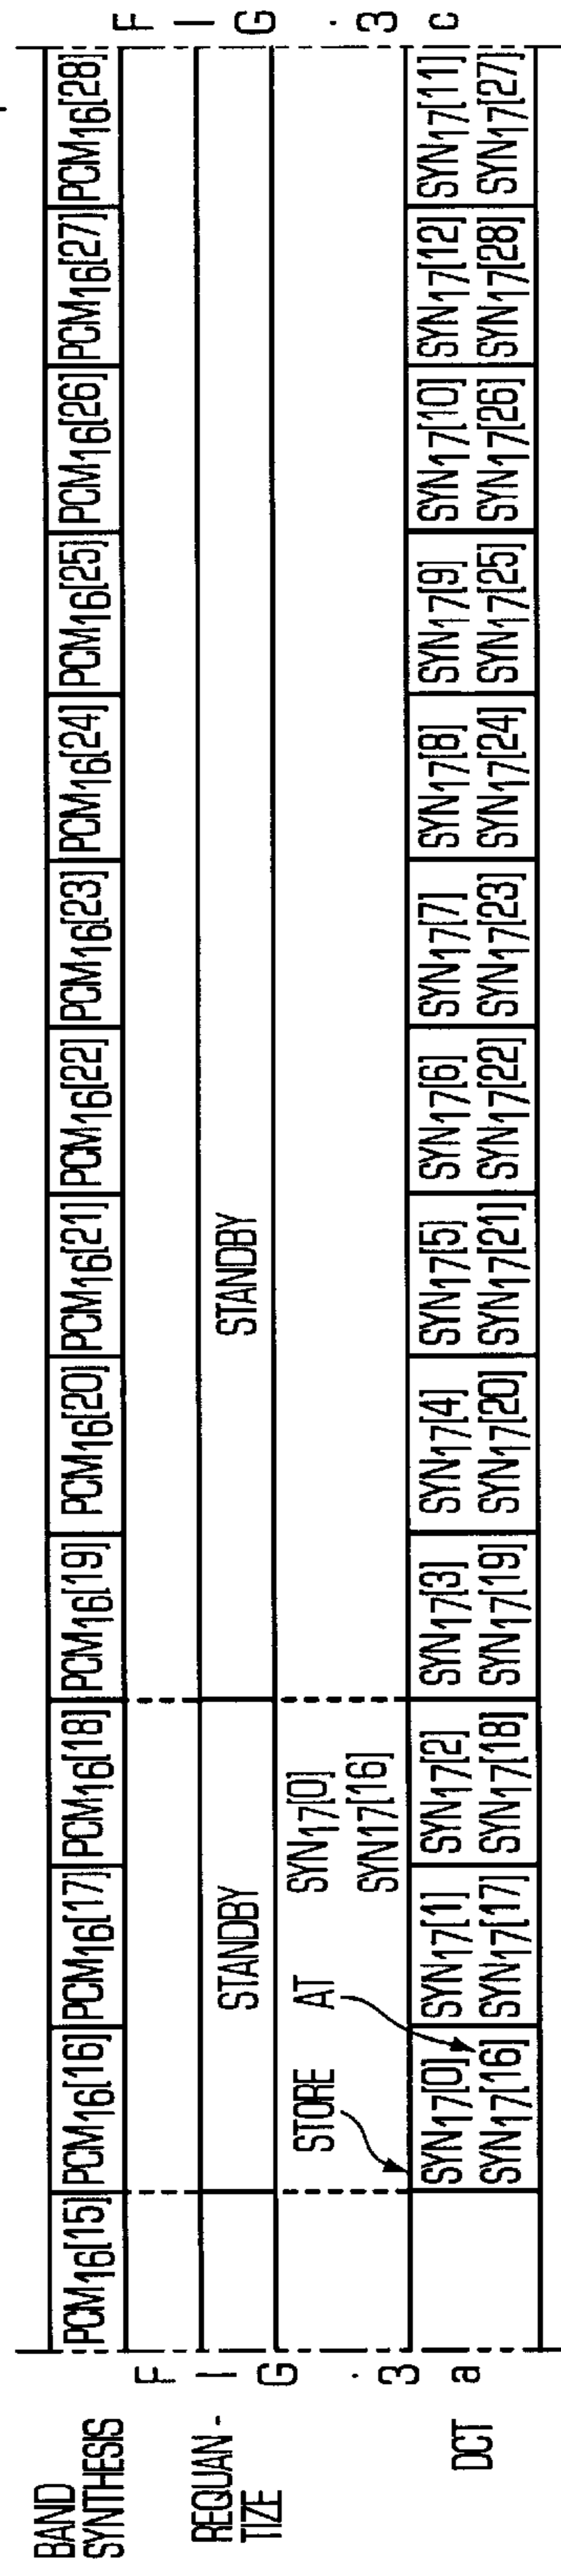 BAND
SYNTHESIS
PCM16[15] PCM16[16] PCM16[17] PCM16[18] PCM16[19] PCM16[20] PCM16[21] PCM16[22] PCM16[23] PCM16[24] PCM16[25] PCM16[26] PCM16[27] PCM16[28]
REQUAN-
TIZE
STANDBY STANDBY
STORE AT SYN17[0]
SYN17[16]
DCT
SYN17[0] SYN17[1] SYN17[2] SYN17[3] SYN17[4] SYN17[5] SYN17[6] SYN17[7] SYN17[8] SYN17[9] SYN17[10] SYN17[12] SYN17[11]
SYN17[16] SYN17[17] SYN17[18] SYN17[19] SYN17[20] SYN17[21] SYN17[22] SYN17[23] SYN17[24] SYN17[25] SYN17[26] SYN17[28] SYN17[27]
FIG.3a
FIG.3c